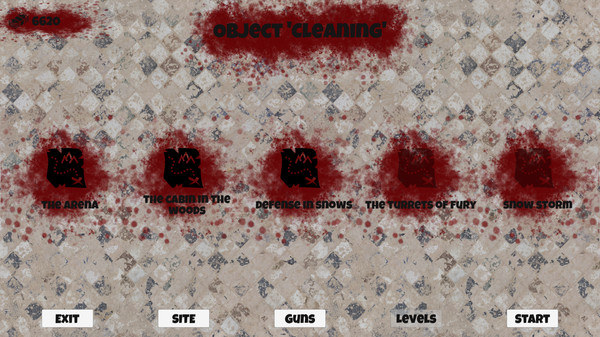 6620
OBJECT 'CLEANING'
THE ARENA
THE CABIN IN THE
WOODS
DEFENSE IN SNOWS
THE TURRETS OF FURY
SNOW STORM
EXIT
SITE
GUNS
LEVELS
START